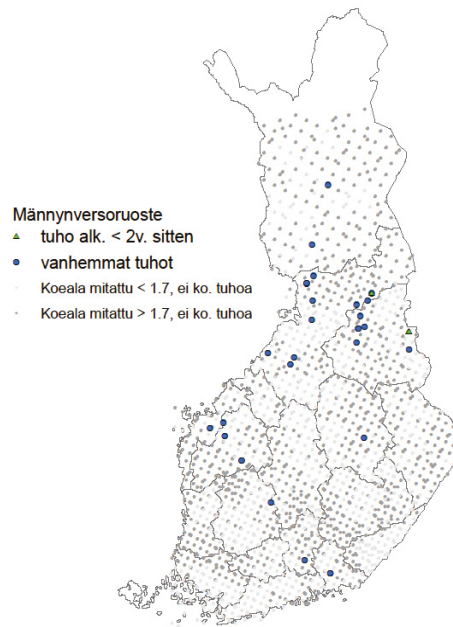 Männynversoruoste
tuho alk. < 2v. sitten
vanhemmat tuhot
Koeala mitattu < 1.7, ei ko. tuhoa
Koeala mitattu > 1.7, ei ko. tuhoa